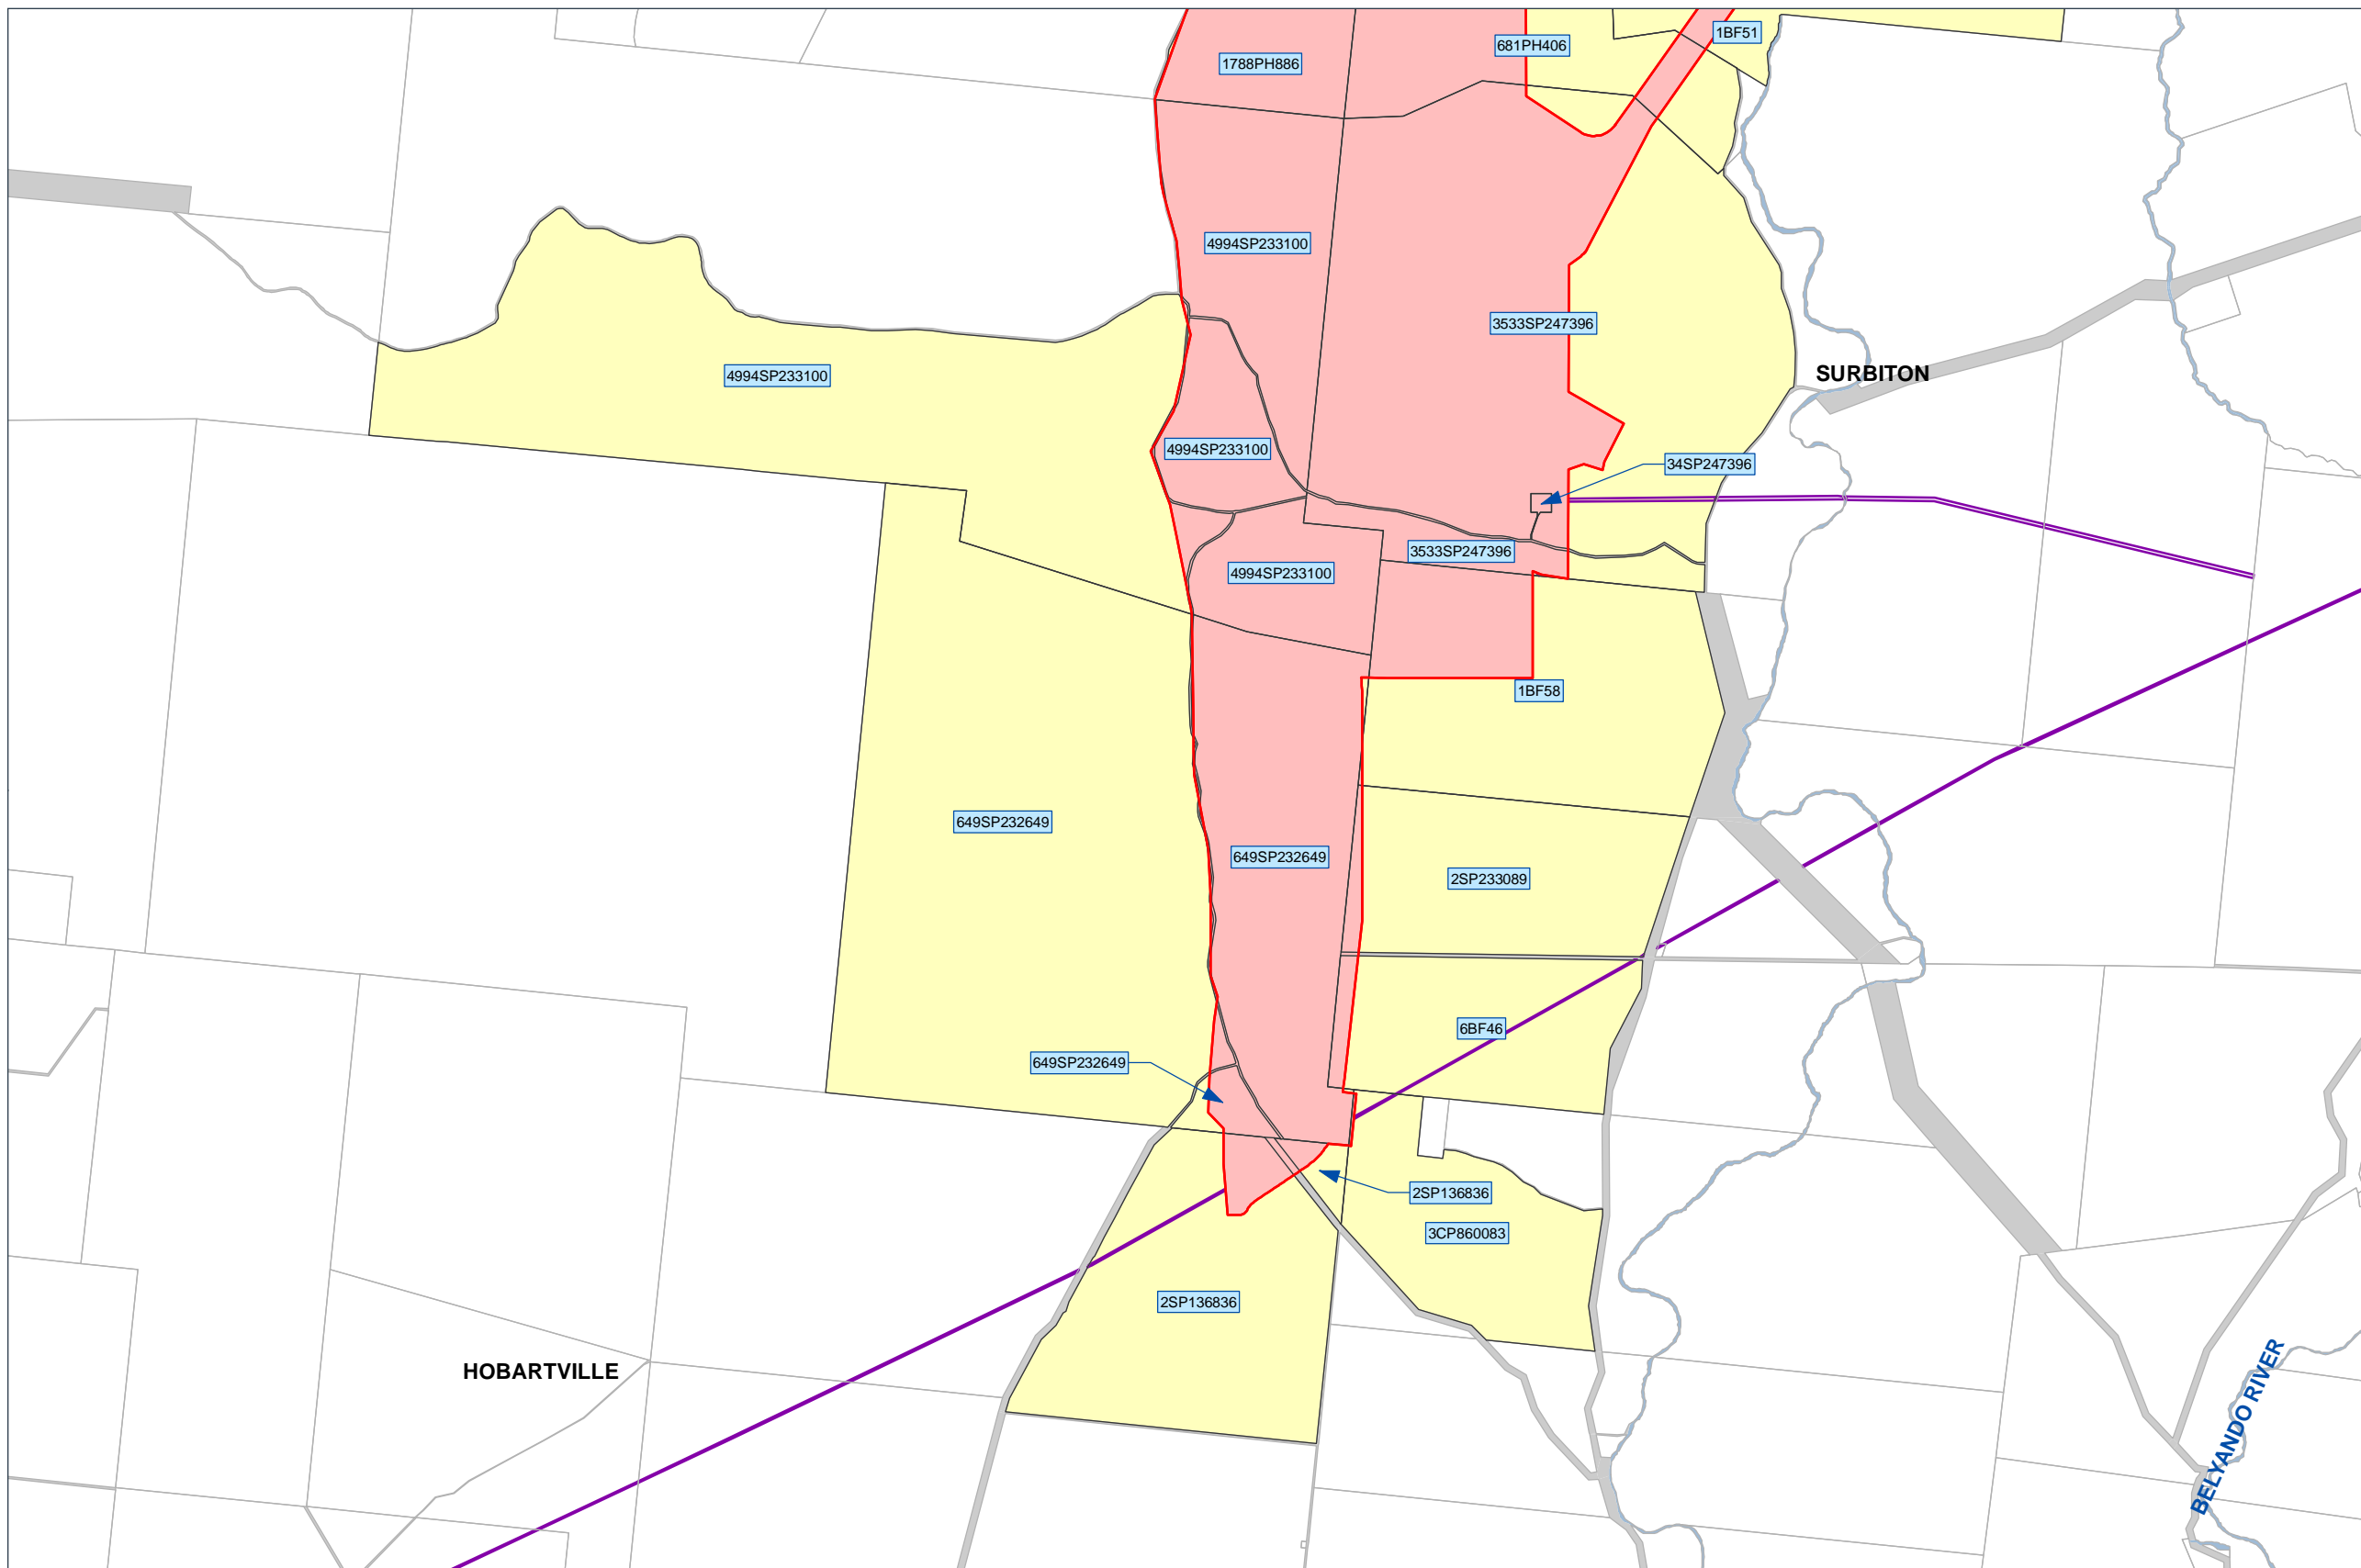 1BF51
681PH406
1788PH886
4994SP233100
3533SP247396
SURBITON
4994SP233100
4994SP233100
34SP247396
3533SP247396
4994SP233100
1BF58
649SP232649
649SP232649
2SP233089
6BF46
649SP232649
2SP136836
3CP860083
2SP136836
HOBARTVILLE
BELYANDO RIVER